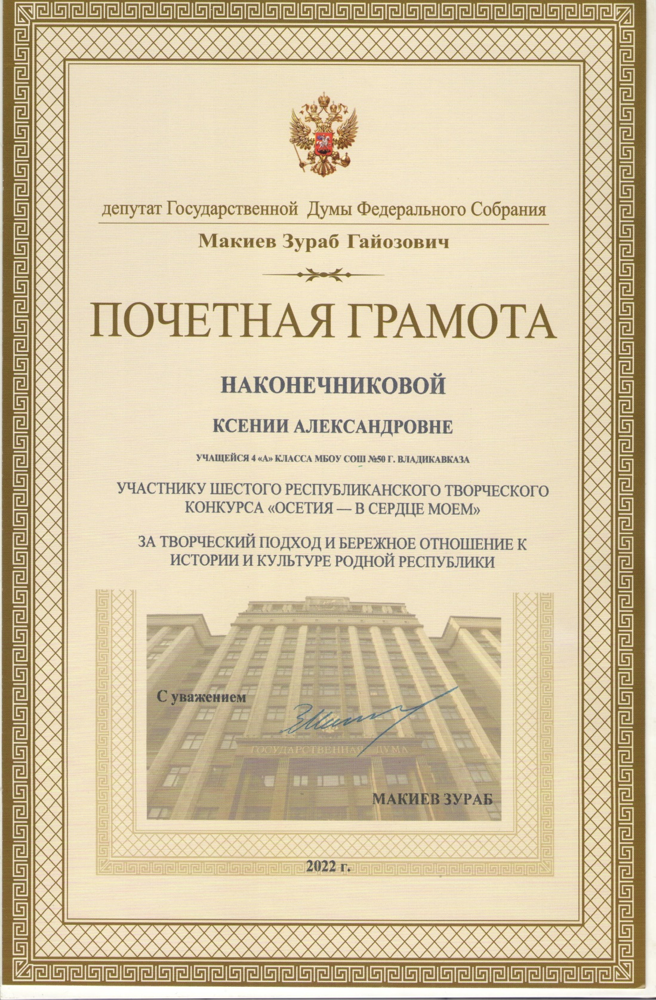 депутат Государственной Думы Федерального Собрания
Макиев Зураб Гайозович
ПОЧЕТНАЯ ГРАМОТА
НАКОНЕЧНИКОВОЙ
КСЕНИИ АЛЕКСАНДРОВНЕ
УЧАЩЕЙСЯ 4 «А» КЛАССА МБОУ СОШ №50 Г. ВЛАДИКАВКАЗА
УЧАСТНИКУ ШЕСТОГО РЕСПУБЛИКАНСКОГО ТВОРЧЕСКОГО
КОНКУРСА «ОСЕТИЯ — В СЕРДЦЕ МОЕМ»
ЗА ТВОРЧЕСКИЙ ПОДХОД И БЕРЕЖНОЕ ОТНОШЕНИЕ К
ИСТОРИИ И КУЛЬТУРЕ РОДНОЙ РЕСПУБЛИКИ
С уважением
ГОСУДАРСТВЕННАЯ ДУМА
МАКИЕВ ЗУРАБ
2022 г.